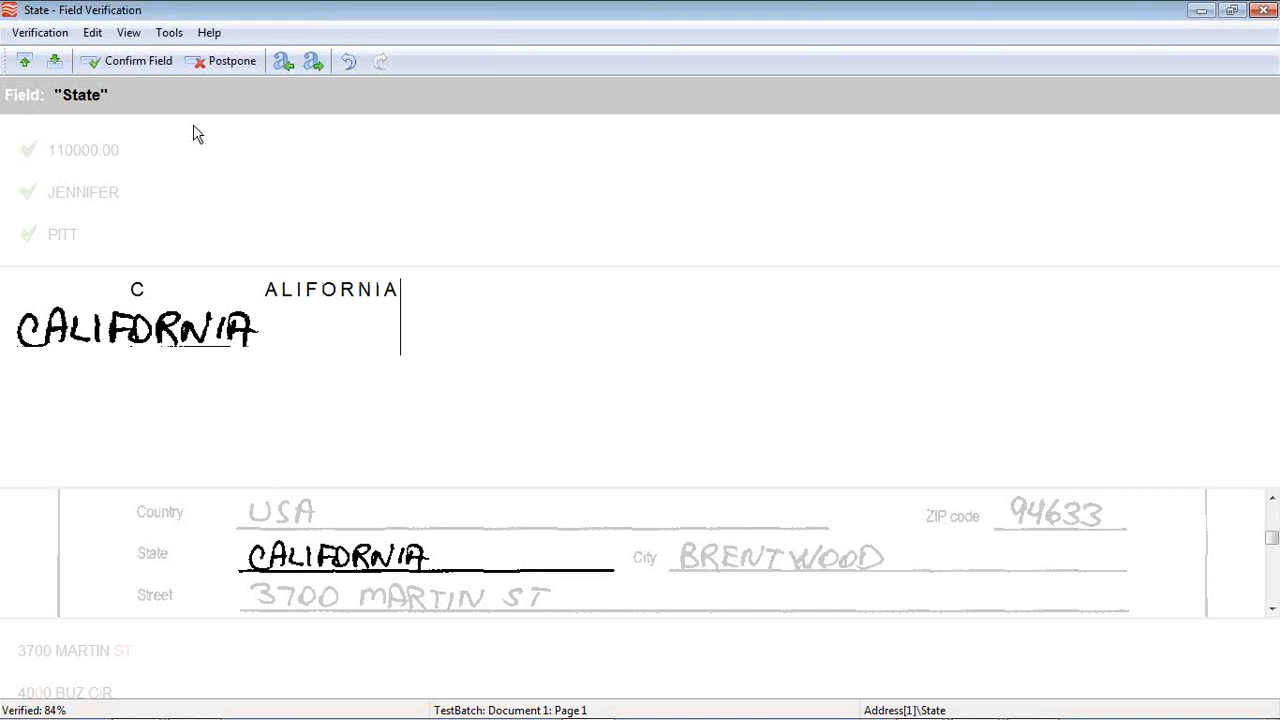 State - Field Verification
Verification Edit View Tools Help
Confirm Field Postpone a a
Field: "State"
110000.00
JENNIFER
PITT
C ALIFORNIA
CALIFORNIA
Country USA ZIP code 94633
State CALIFORNIA City BRENTWOOD
Street 3700 MARTIN ST
3700 MARTIN ST
4000 BUZ CIR.
Verified: 84% TestBatch: Document 1: Page 1 Address[1]\State